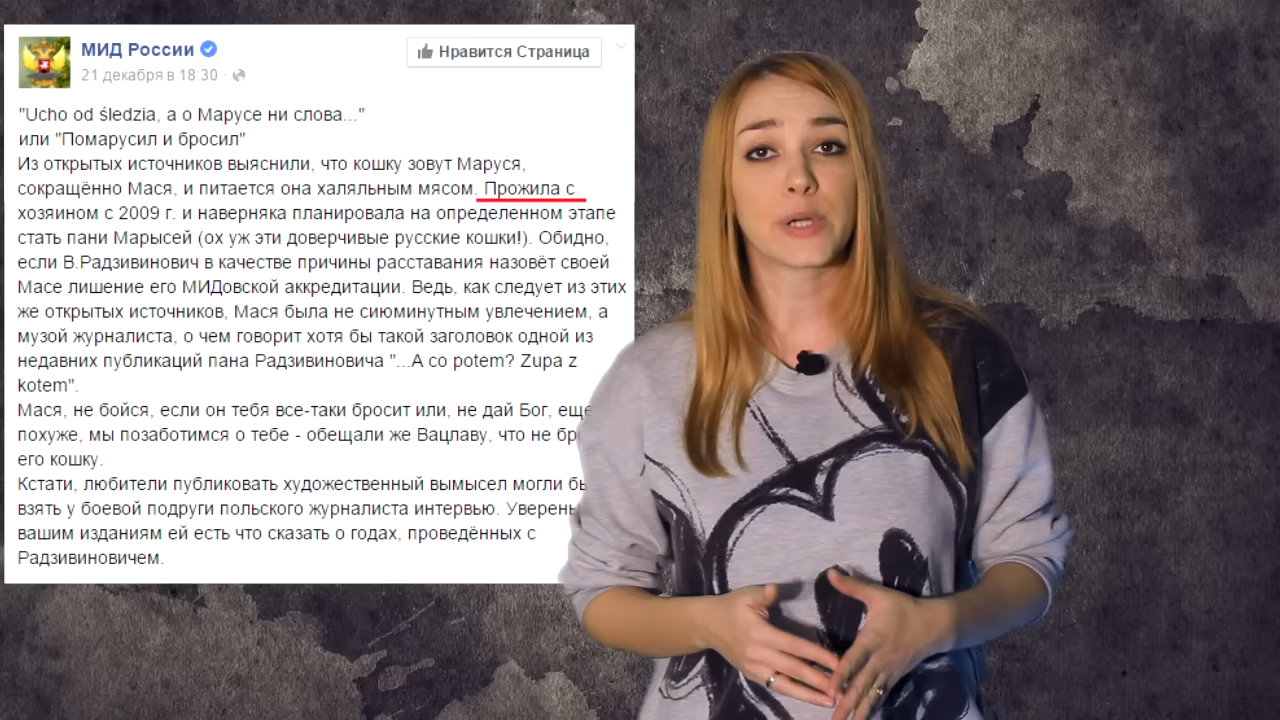 МИД России
Нравится Страница
21 декабря в 18:30
"Ucho od śledzia, а о Марусе ни слова..."
или "Помарусил и бросил"
Из открытых источников выяснили, что кошку зовут Маруся,
сокращённо Мася, и питается она халяльным мясом. Прожила с
хозяином с 2009 г. и наверняка планировала на определенном этапе
стать пани Марысей (ох уж эти доверчивые русские кошки!). Обидно,
если В.Радзивинович в качестве причины расставания назовёт своей
Масе лишение его МИДовской аккредитации. Ведь, как следует из этих
же открытых источников, Мася была не сиюминутным увлечением, а
музой журналиста, о чем говорит хотя бы такой заголовок одной из
недавних публикаций пана Радзивиновича "...А co potem? Zupa z
kotem".
Мася, не бойся, если он тебя все-таки бросит или, не дай Бог, еще
похуже, мы позаботимся о тебе - обещали же Вацлаву, что не
его кошку.
Кстати, любители публиковать художественный вымысел могли
взять у боевой подруги польского журналиста интервью.
вашим изданиям ей есть что сказать о годах, проведённых с
Радзивиновичем.